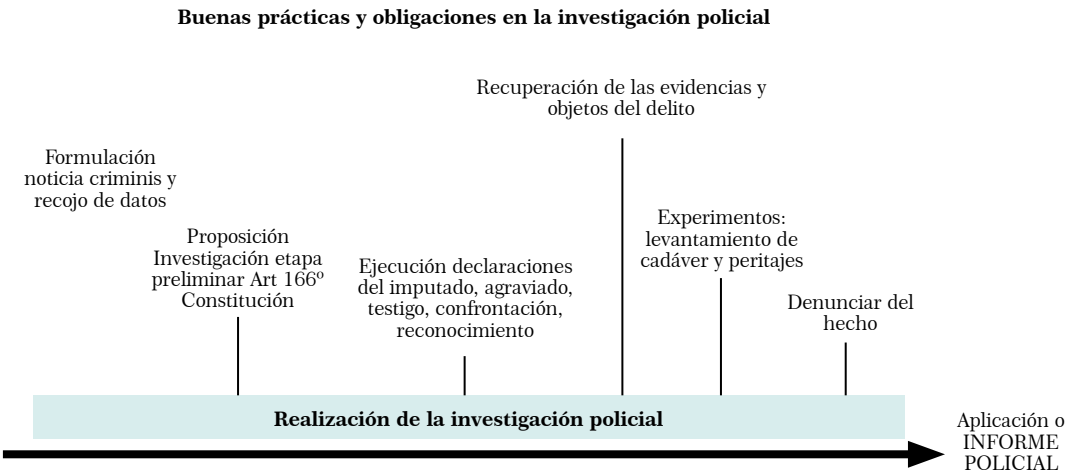 Buenas prácticas y obligaciones en la investigación policial
Formulación
noticia criminis y
recojo de datos
Proposición
Investigación etapa
preliminar Art 166º
Constitución
Ejecución declaraciones
del imputado, agraviado,
testigo, confrontación,
reconocimiento
Recuperación de las evidencias y
objetos del delito
Experimentos:
levantamiento de
cadáver y peritajes
Denunciar del
hecho
Realización de la investigación policial
Aplicación o
INFORME
POLICIAL